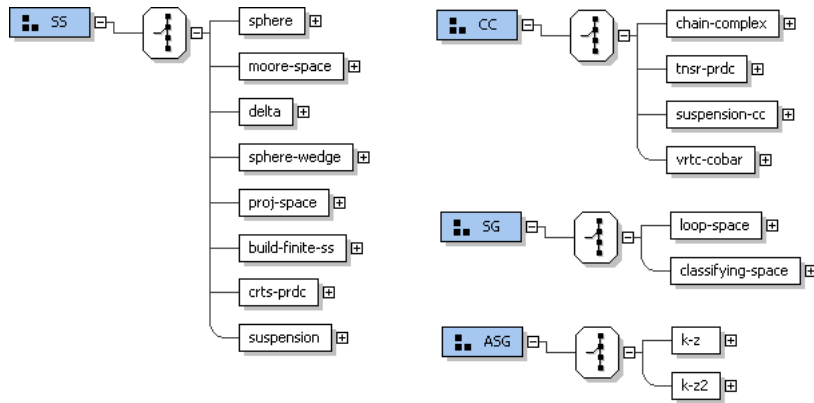 SS
sphere
moore-space
delta
sphere-wedge
proj-space
build-finite-ss
crts-prdc
suspension
CC
chain-complex
tnsr-prdc
suspension-cc
vrtc-cobar
SG
loop-space
classifying-space
ASG
k-z
k-z2